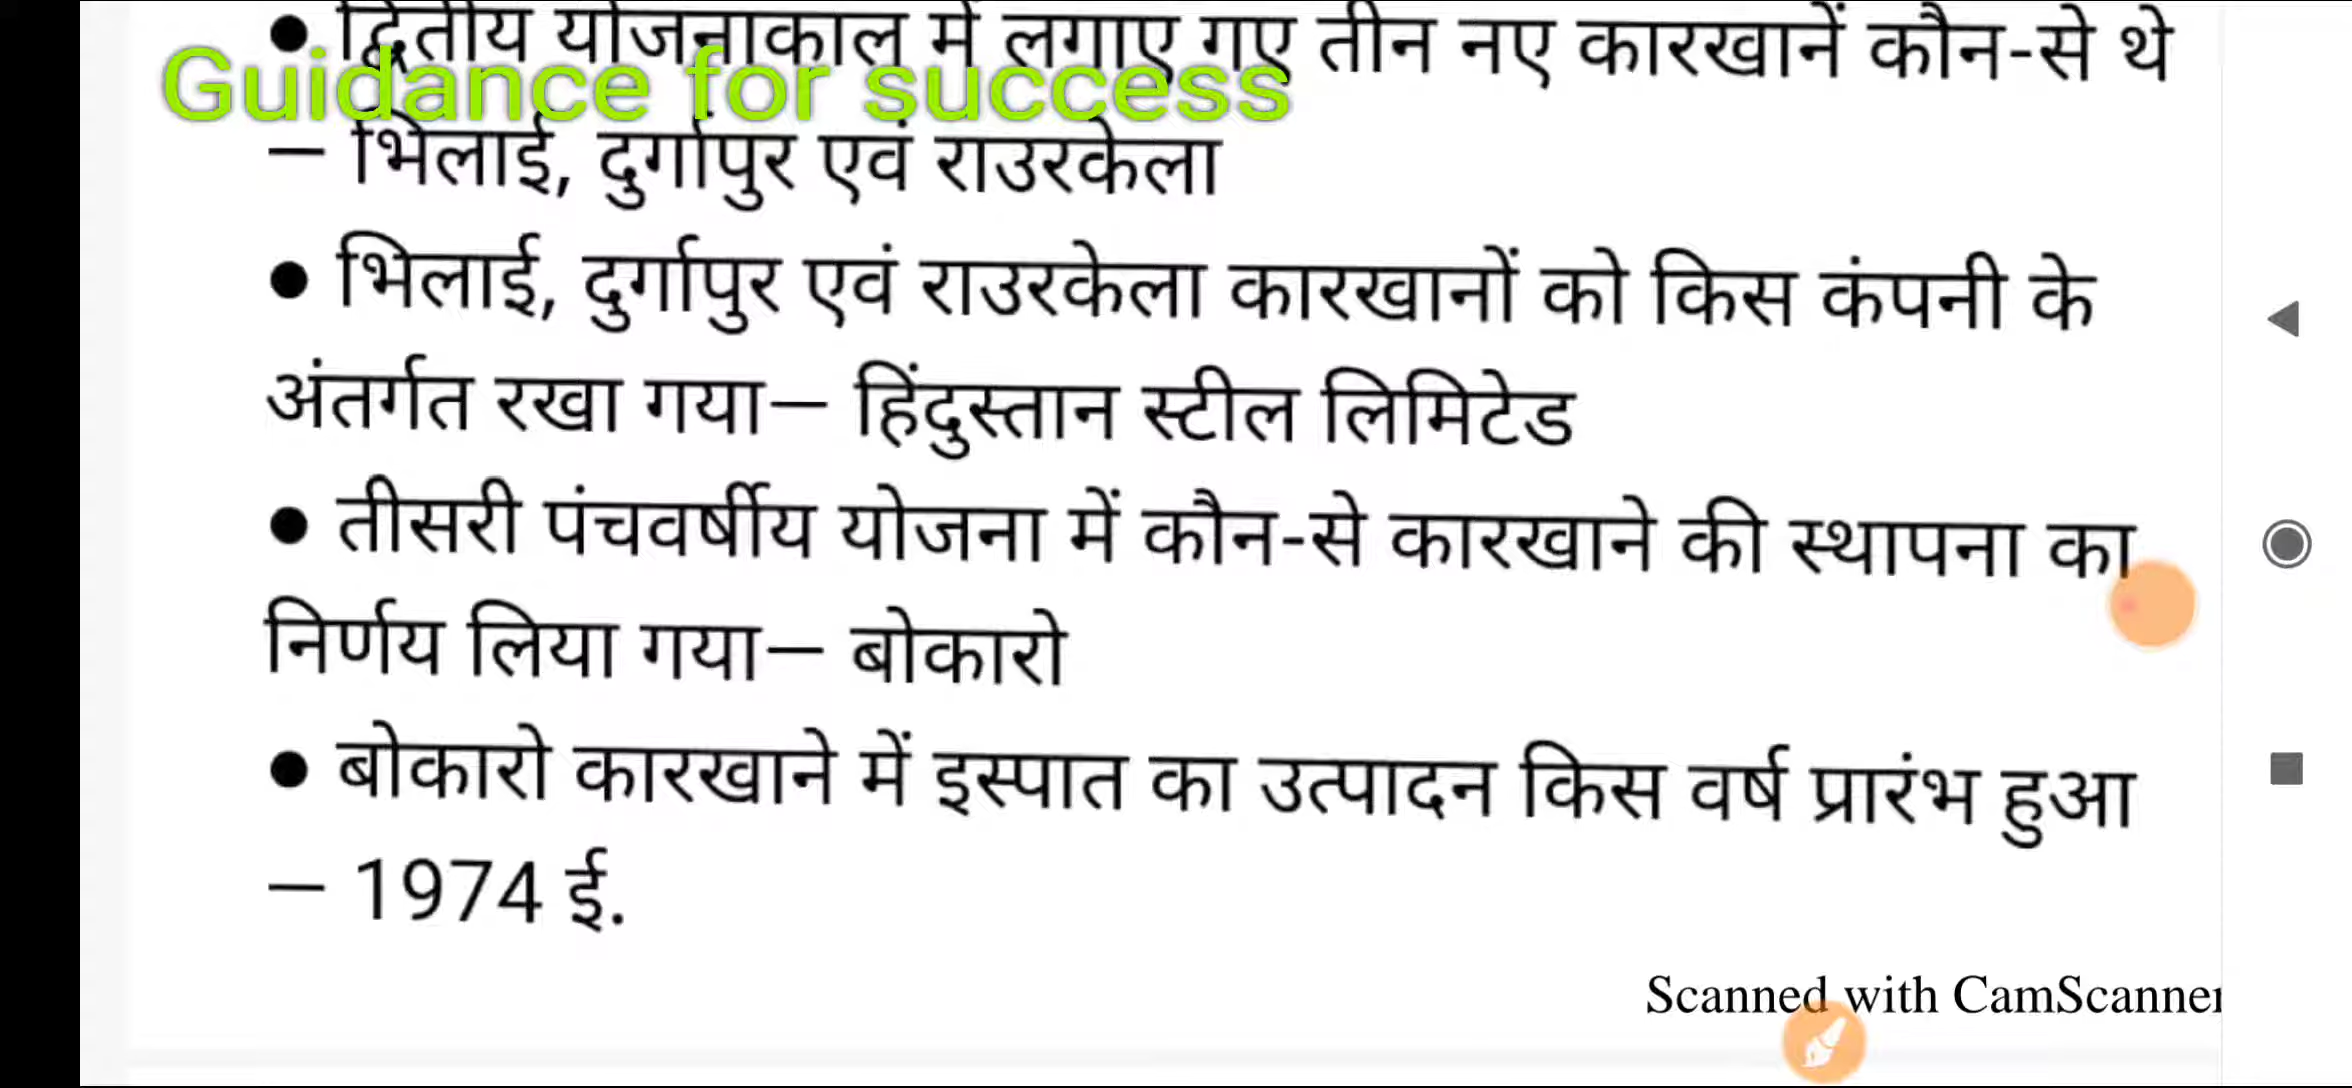 • द्वितीय योजनाकाल में लगाए गए तीन नए कारखानें कौन-से थे
Guidance for success
– भिलाई, दुर्गापुर एवं राउरकेला
• भिलाई, दुर्गापुर एवं राउरकेला कारखानों को किस कंपनी के
अंतर्गत रखा गया– हिंदुस्तान स्टील लिमिटेड
• तीसरी पंचवर्षीय योजना में कौन-से कारखाने की स्थापना का
निर्णय लिया गया– बोकारो
• बोकारो कारखाने में इस्पात का उत्पादन किस वर्ष प्रारंभ हुआ
– 1974 ई.
Scanned with CamScanner